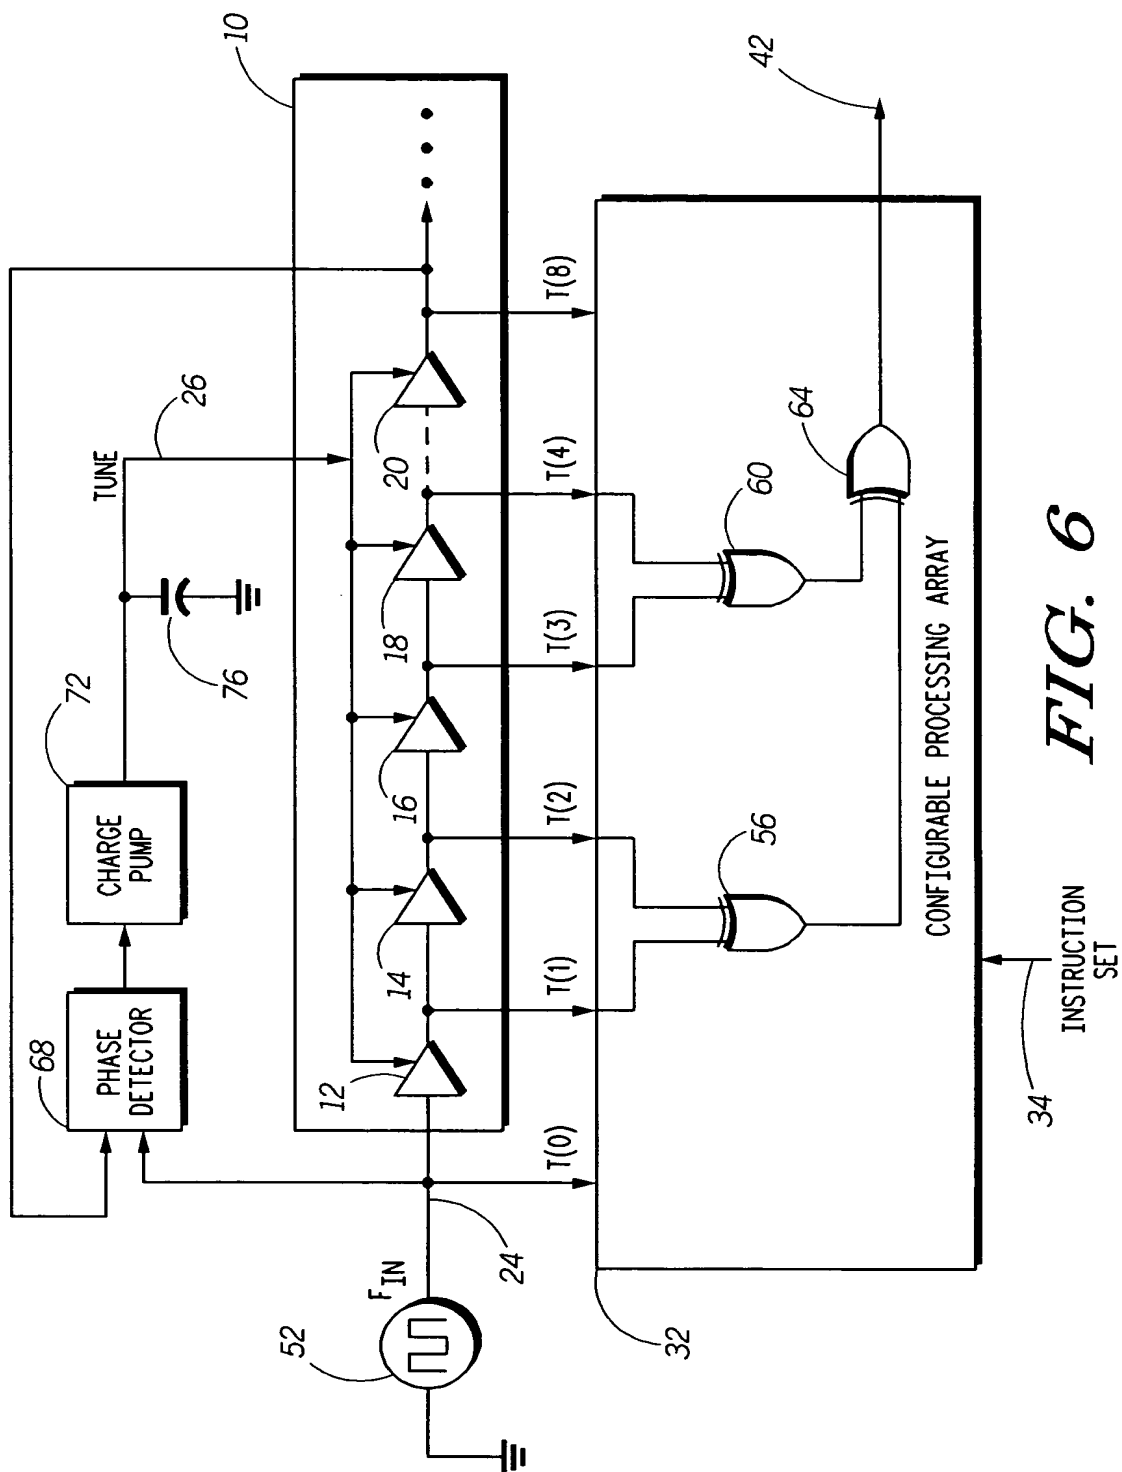 10
TUNE
26
72
CHARGE
PUMP
76
68
PHASE
DETECTOR
12
14
16
18
20
52
F_IN
24
T(0)
T(1)
T(2)
T(3)
T(4)
T(8)
32
56
60
64
42
CONFIGURABLE PROCESSING ARRAY
34
INSTRUCTION
SET
FIG. 6